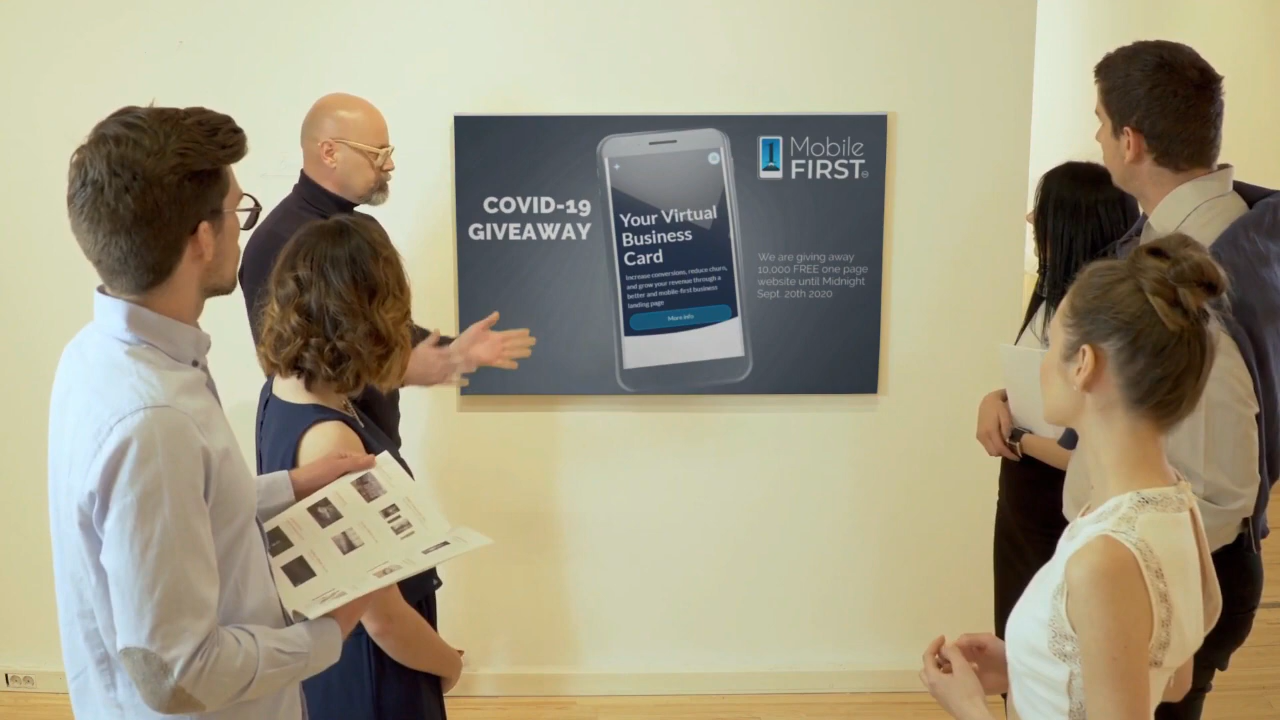 COVID-19
GIVEAWAY
Your Virtual
Business
Card
Increase conversions, reduce churn,
and grow your revenue through a
better and mobile-first business
landing page
More info
1
Mobile
FIRST
We are giving away
10,000 FREE one page
website until Midnight
Sept. 20th 2020